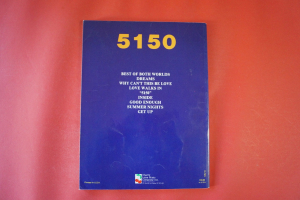 5150
BEST OF BOTH WORLDS
DREAMS
WHY CAN'T THIS BE LOVE
LOVE WALKS IN
"5150"
INSIDE
GOOD ENOUGH
SUMMER NIGHTS
GET UP